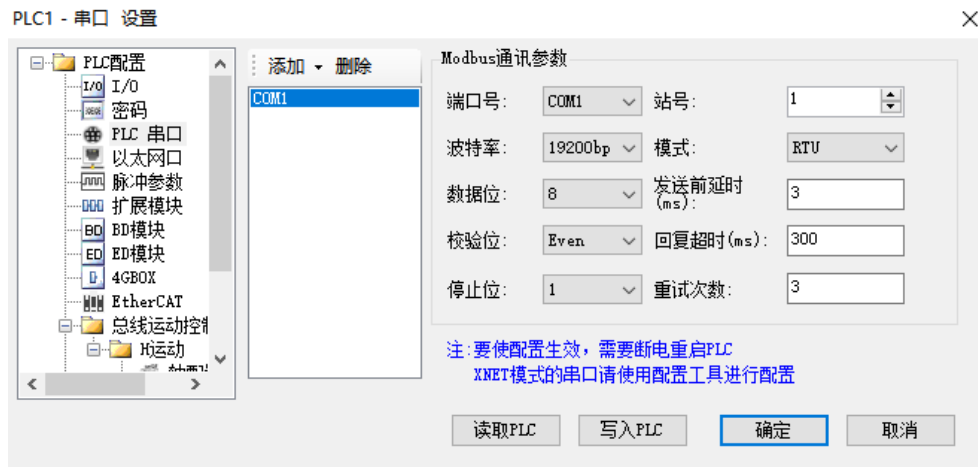 PLC1 - 串口 设置
PLC配置
I/O I/O
密码
PLC 串口
以太网口
脉冲参数
扩展模块
BD BD模块
ED ED模块
4GBOX
EtherCAT
总线运动控制
H运动
添加 删除
COM1
Modbus通讯参数
端口号: COM1 站号: 1
波特率: 19200bp 模式: RTU
数据位: 8 发送前延时(ms): 3
校验位: Even 回复超时(ms): 300
停止位: 1 重试次数: 3
注:要使配置生效，需要断电重启PLC
XNET模式的串口请使用配置工具进行配置
读取PLC 写入PLC 确定 取消